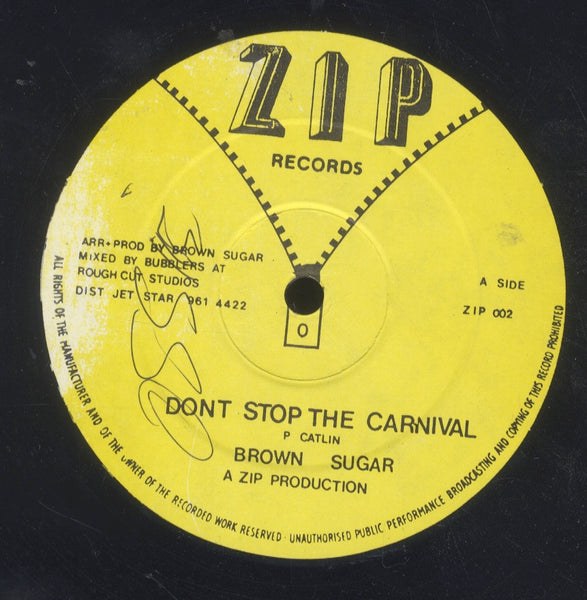 ZIP
RECORDS
ARR+PROD BY BROWN SUGAR
MIXED BY BUBBLERS AT
ROUGH CUT STUDIOS
DIST JET STAR 961 4422
OSSIE
A SIDE
ZIP 002
O
DONT STOP THE CARNIVAL
P CATLIN
BROWN SUGAR
A ZIP PRODUCTION
ALL RIGHTS OF THE MANUFACTURER AND OF THE OWNER OF THE RECORDED WORK RESERVED · UNAUTHORISED PUBLIC PERFORMANCE BROADCASTING AND COPYING OF THIS RECORD PROHIBITED